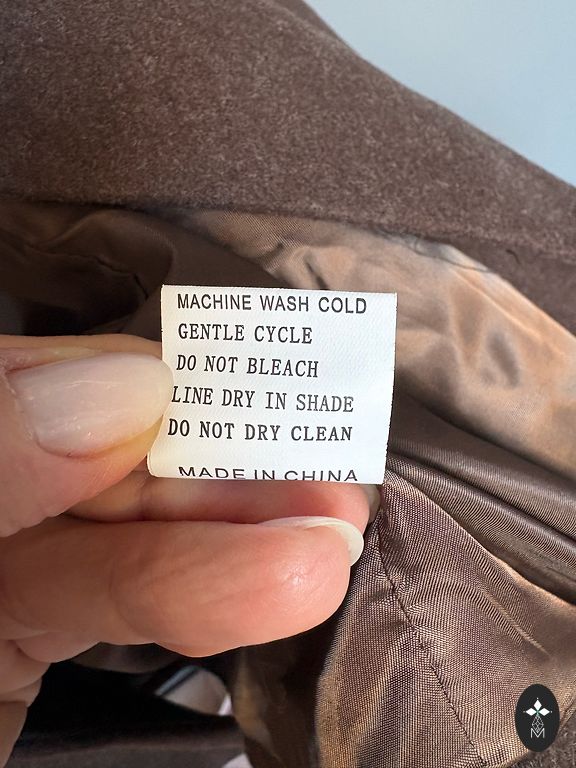 MACHINE WASH COLD
GENTLE CYCLE
DO NOT BLEACH
LINE DRY IN SHADE
DO NOT DRY CLEAN
MADE IN CHINA
M